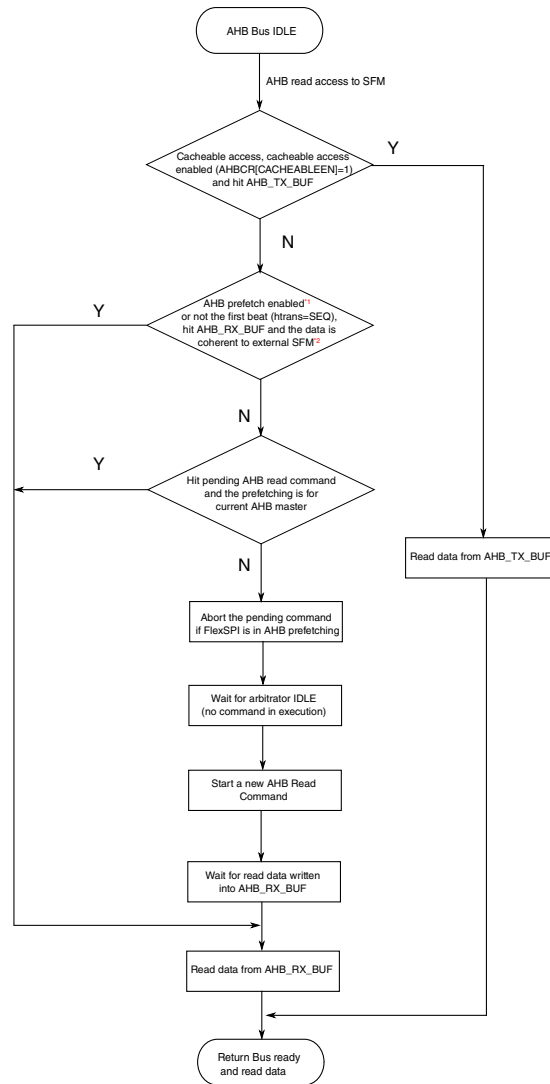 AHB Bus IDLE
AHB read access to SFM
Cacheable access, cacheable access
enabled (AHBCR[CACHEABLEEN]=1)
and hit AHB_TX_BUF
Y
N
AHB prefetch enabled*1
or not the first beat (htrans=SEQ),
hit AHB_RX_BUF and the data is
coherent to external SFM*2
Y
N
Y
Hit pending AHB read command
and the prefetching is for
current AHB master
N
Read data from AHB_TX_BUF
Abort the pending command
if FlexSPI is in AHB prefetching
Wait for arbitrator IDLE
(no command in execution)
Start a new AHB Read
Command
Wait for read data written
into AHB_RX_BUF
Read data from AHB_RX_BUF
Return Bus ready
and read data